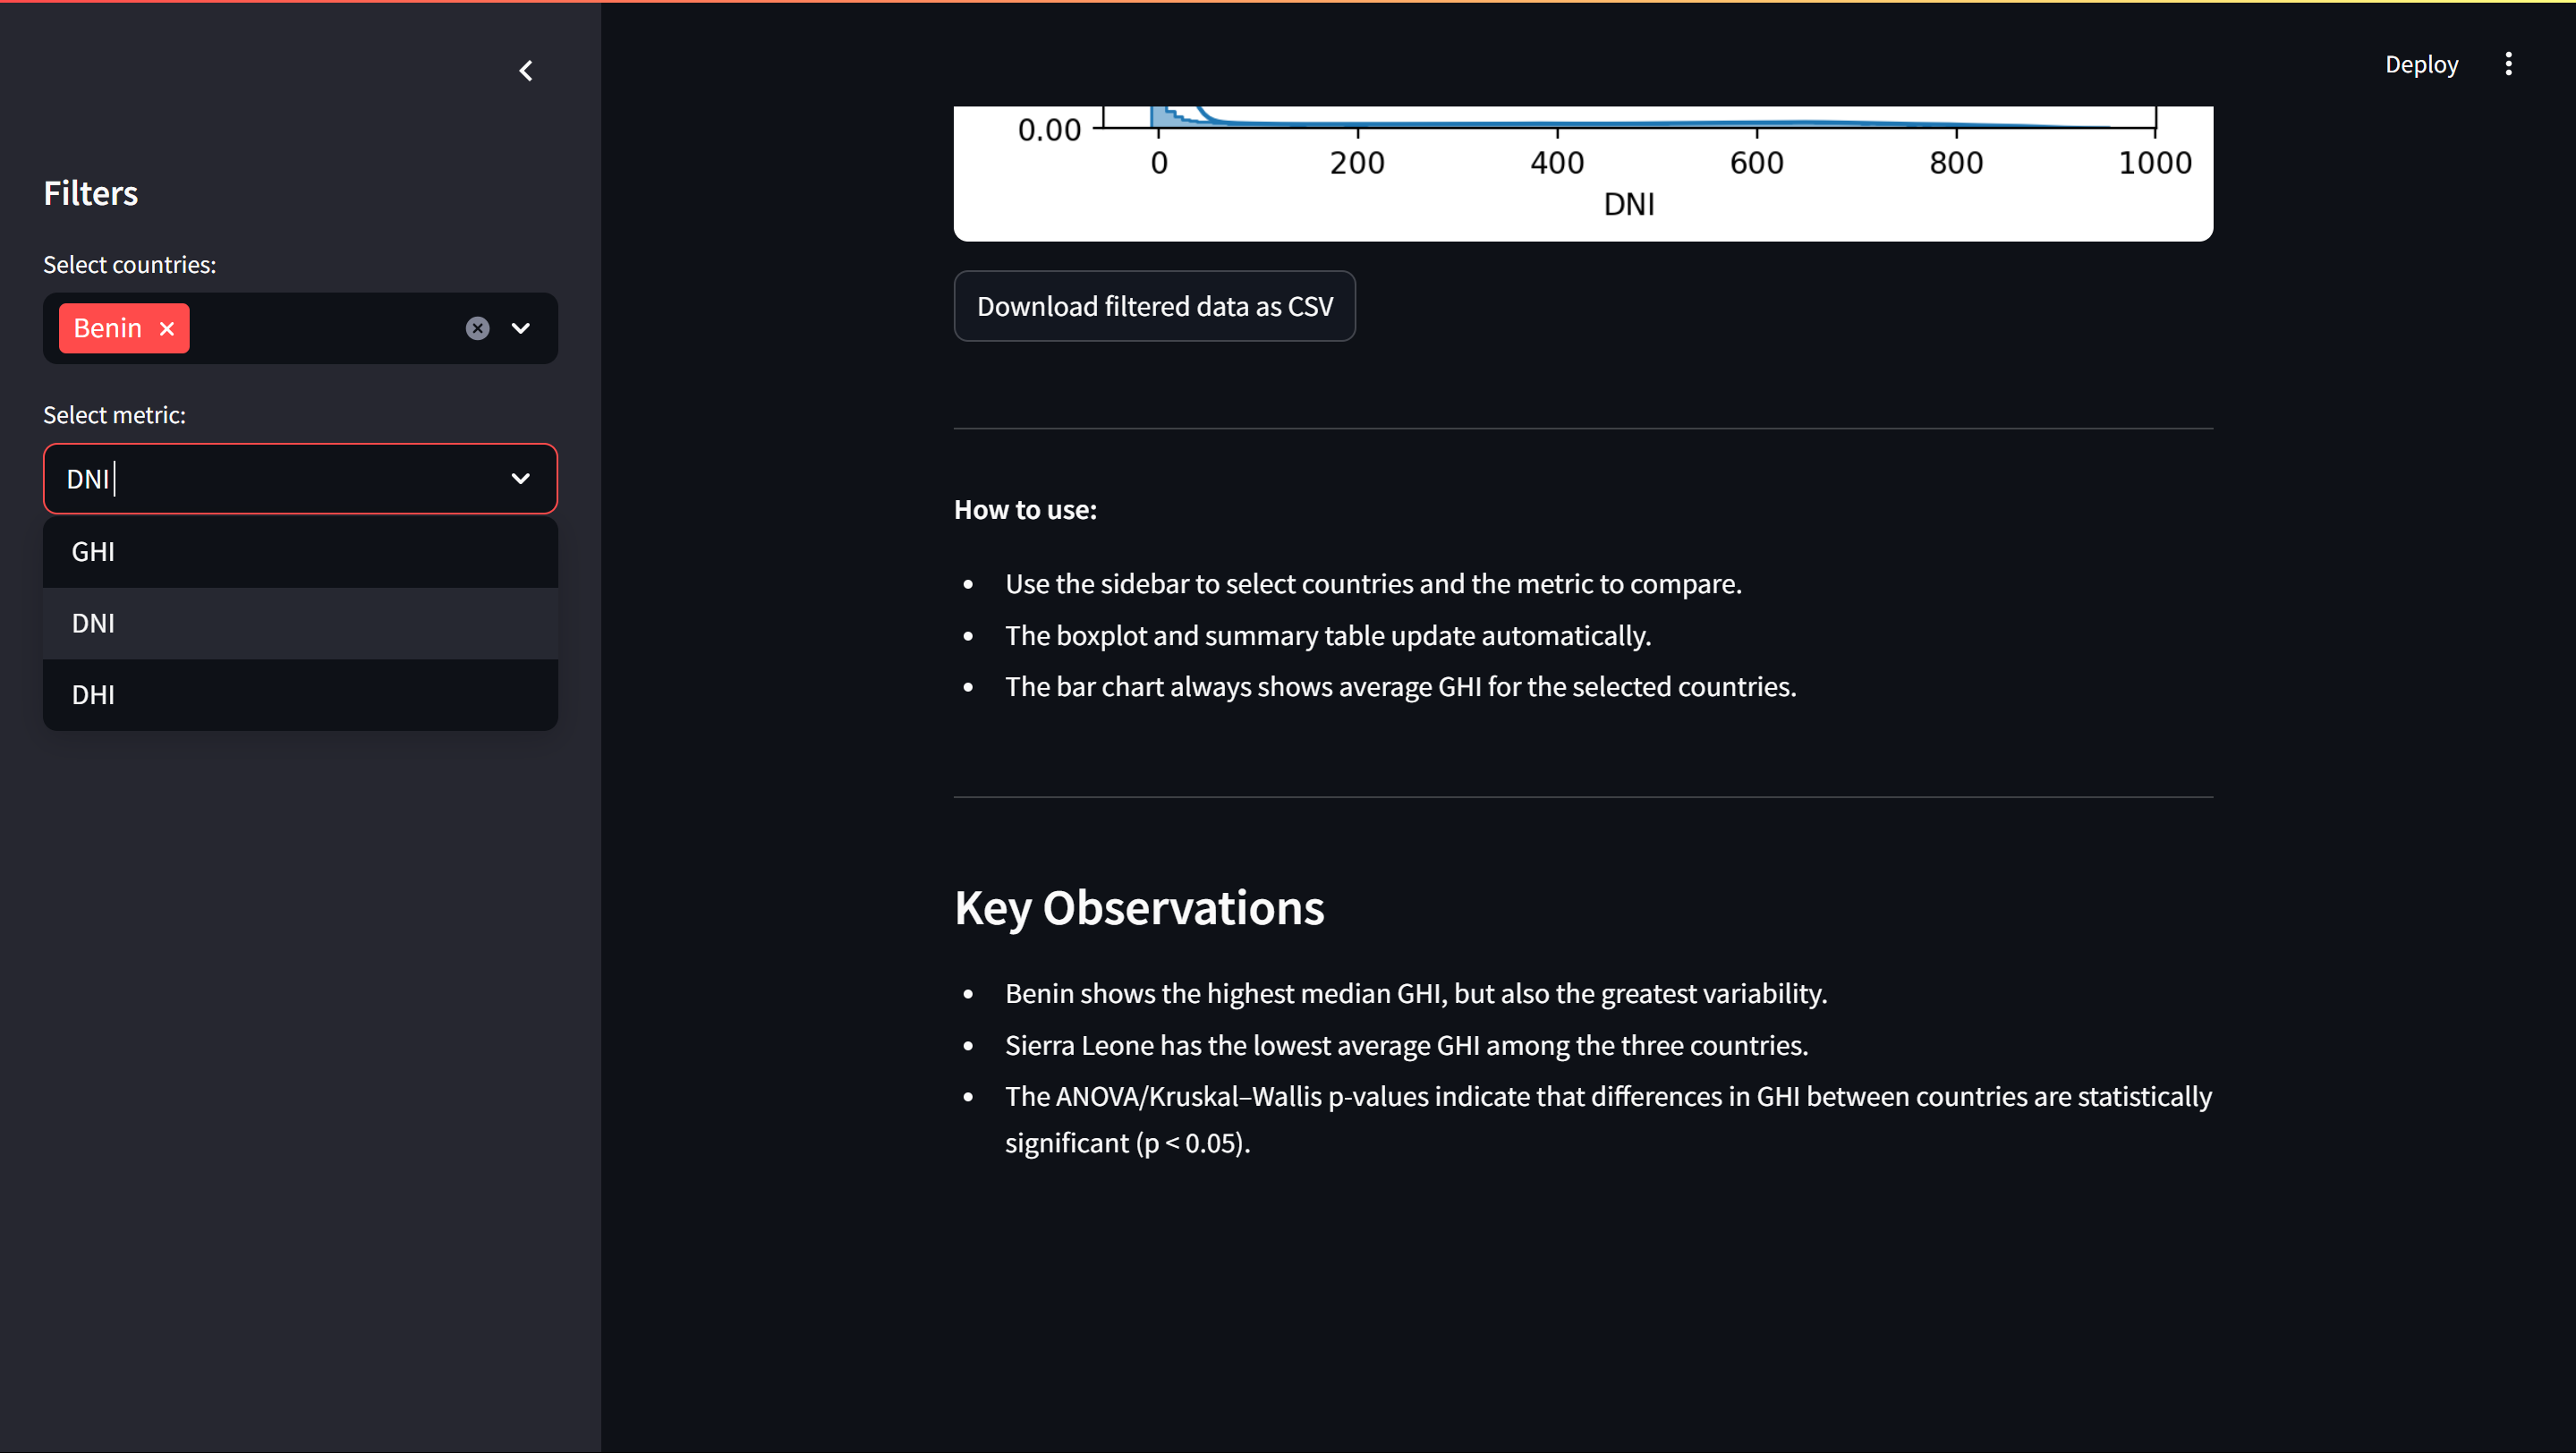 Deploy
Filters
Select countries:
Benin
Select metric:
DNI
GHI
DNI
DHI
0.00
0 200 400 600 800 1000
DNI
Download filtered data as CSV
How to use:
• Use the sidebar to select countries and the metric to compare.
• The boxplot and summary table update automatically.
• The bar chart always shows average GHI for the selected countries.
Key Observations
• Benin shows the highest median GHI, but also the greatest variability.
• Sierra Leone has the lowest average GHI among the three countries.
• The ANOVA/Kruskal–Wallis p-values indicate that differences in GHI between countries are statistically
significant (p < 0.05).